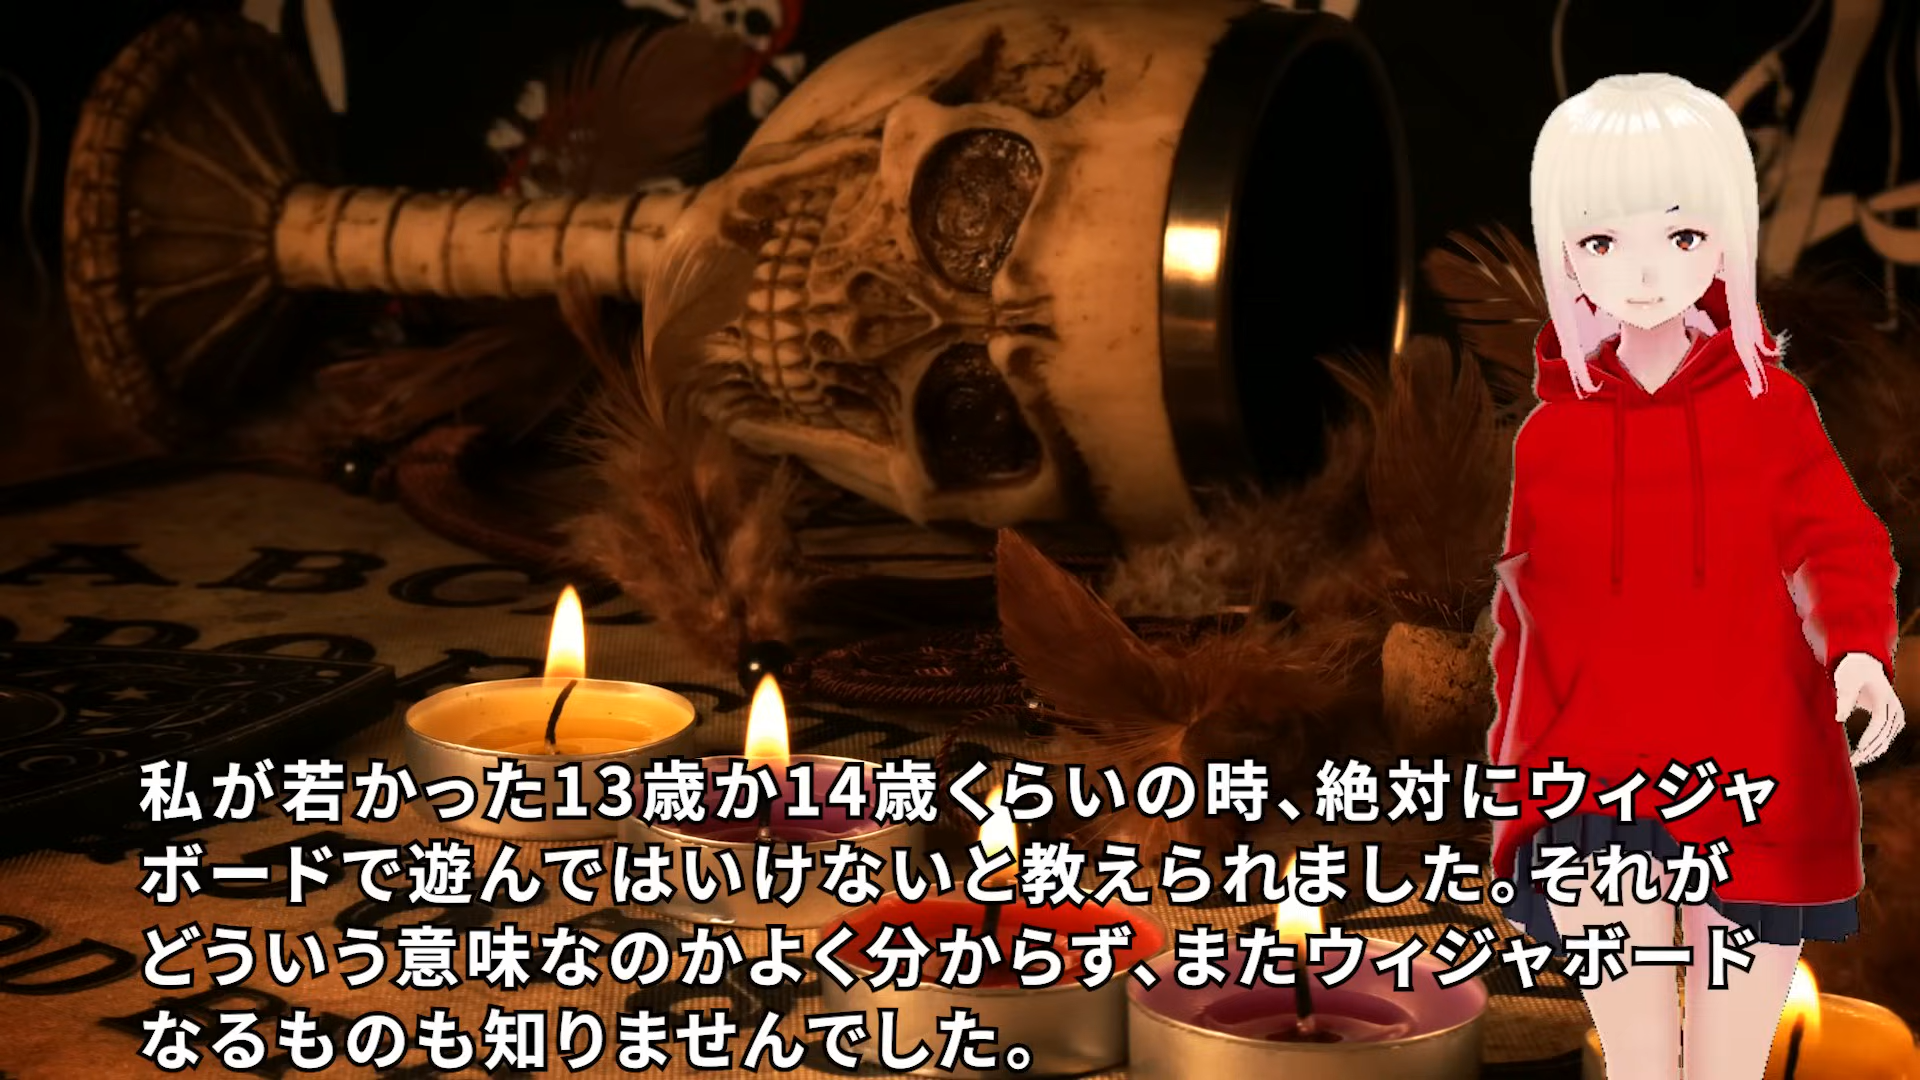 A B C
私が若かった13歳か14歳くらいの時、絶対にウィジャ
ボードで遊んではいけないと教えられました。それが
どういう意味なのかよく分からず、またウィジャボード
なるものも知りませんでした。